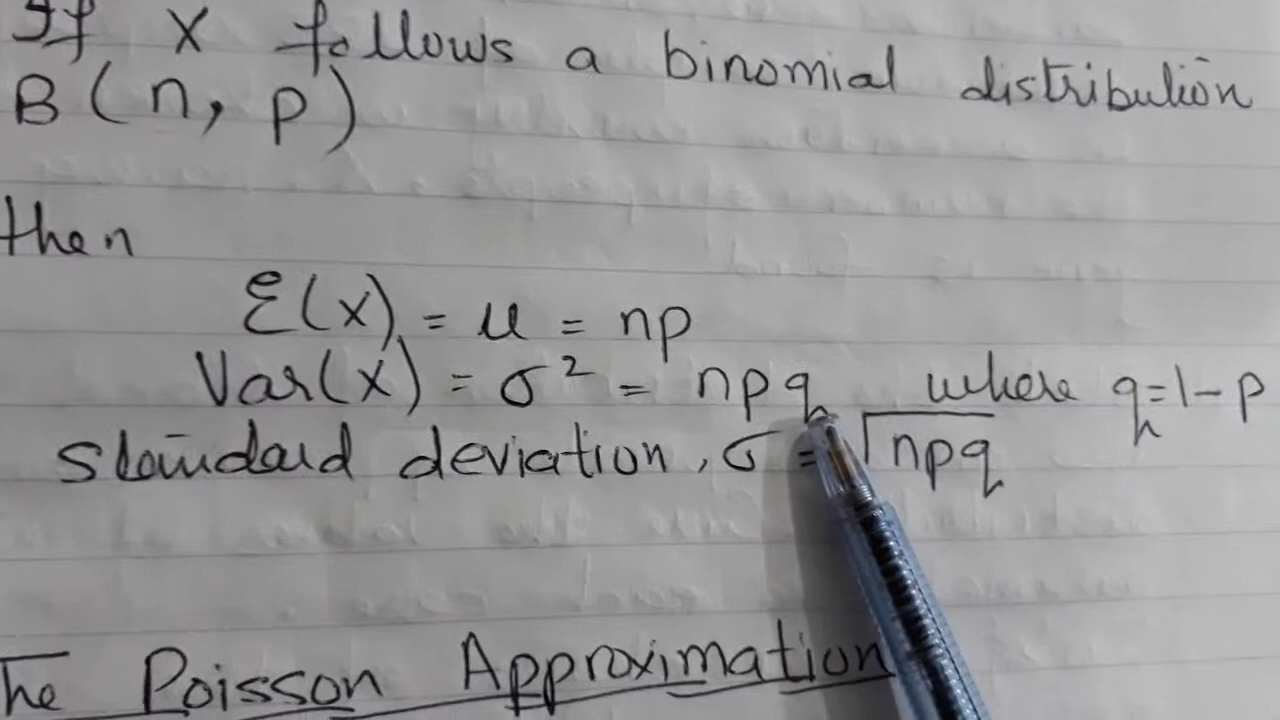 If X follows a binomial distribution
B(n, p)
then
E(x) = μ = np
Var(x) = σ² = npq where q=1-p
standard deviation, σ = √npq
The Poisson Approximation